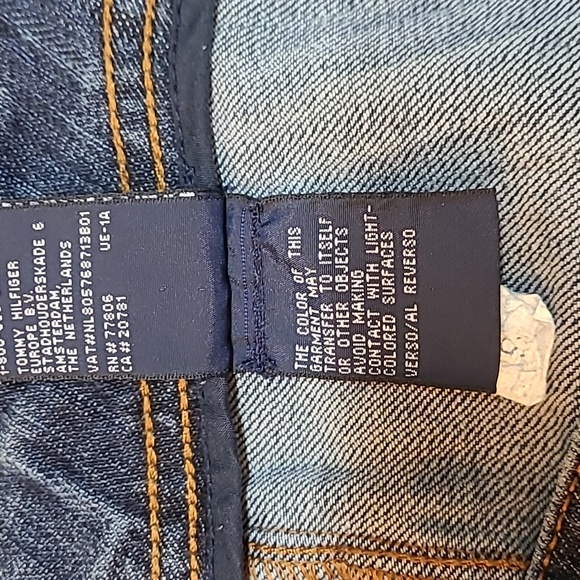 TOMMY HILFIGER
EUROPE B.V.
STADHOUDERSKADE 6
AMSTERDAM,
THE NETHERLANDS
VAT#NL805768713B01
RN# 77806 UE-1A
CA# 20781
THE COLOR OF THIS
GARMENT MAY
TRANSFER TO ITSELF
OR OTHER OBJECTS
AVOID MAKING
CONTACT WITH LIGHT-
COLORED SURFACES
VERSO/AL REVERSO